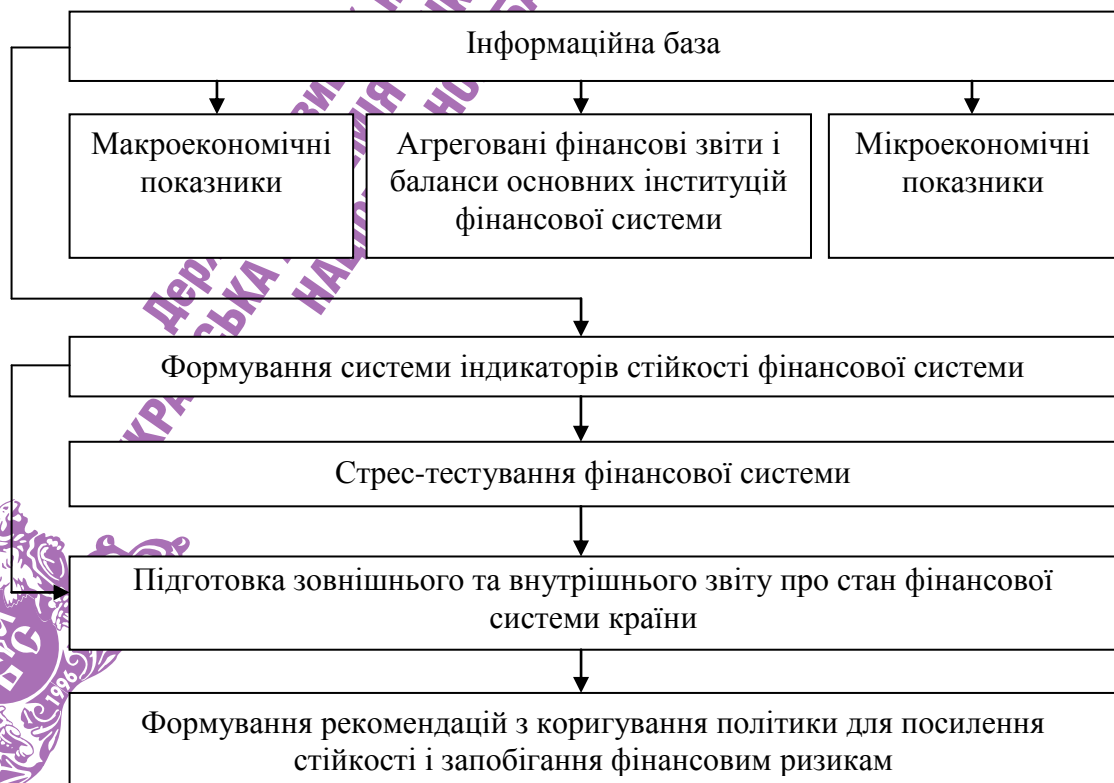 Інформаційна база
Макроекономічні
показники
Агреговані фінансові звіти і
баланси основних інституцій
фінансової системи
Мікроекономічні
показники
Формування системи індикаторів стійкості фінансової системи
Стрес-тестування фінансової системи
Підготовка зовнішнього та внутрішнього звіту про стан фінансової
системи країни
Формування рекомендацій з коригування політики для посилення
стійкості і запобігання фінансовим ризикам
1996